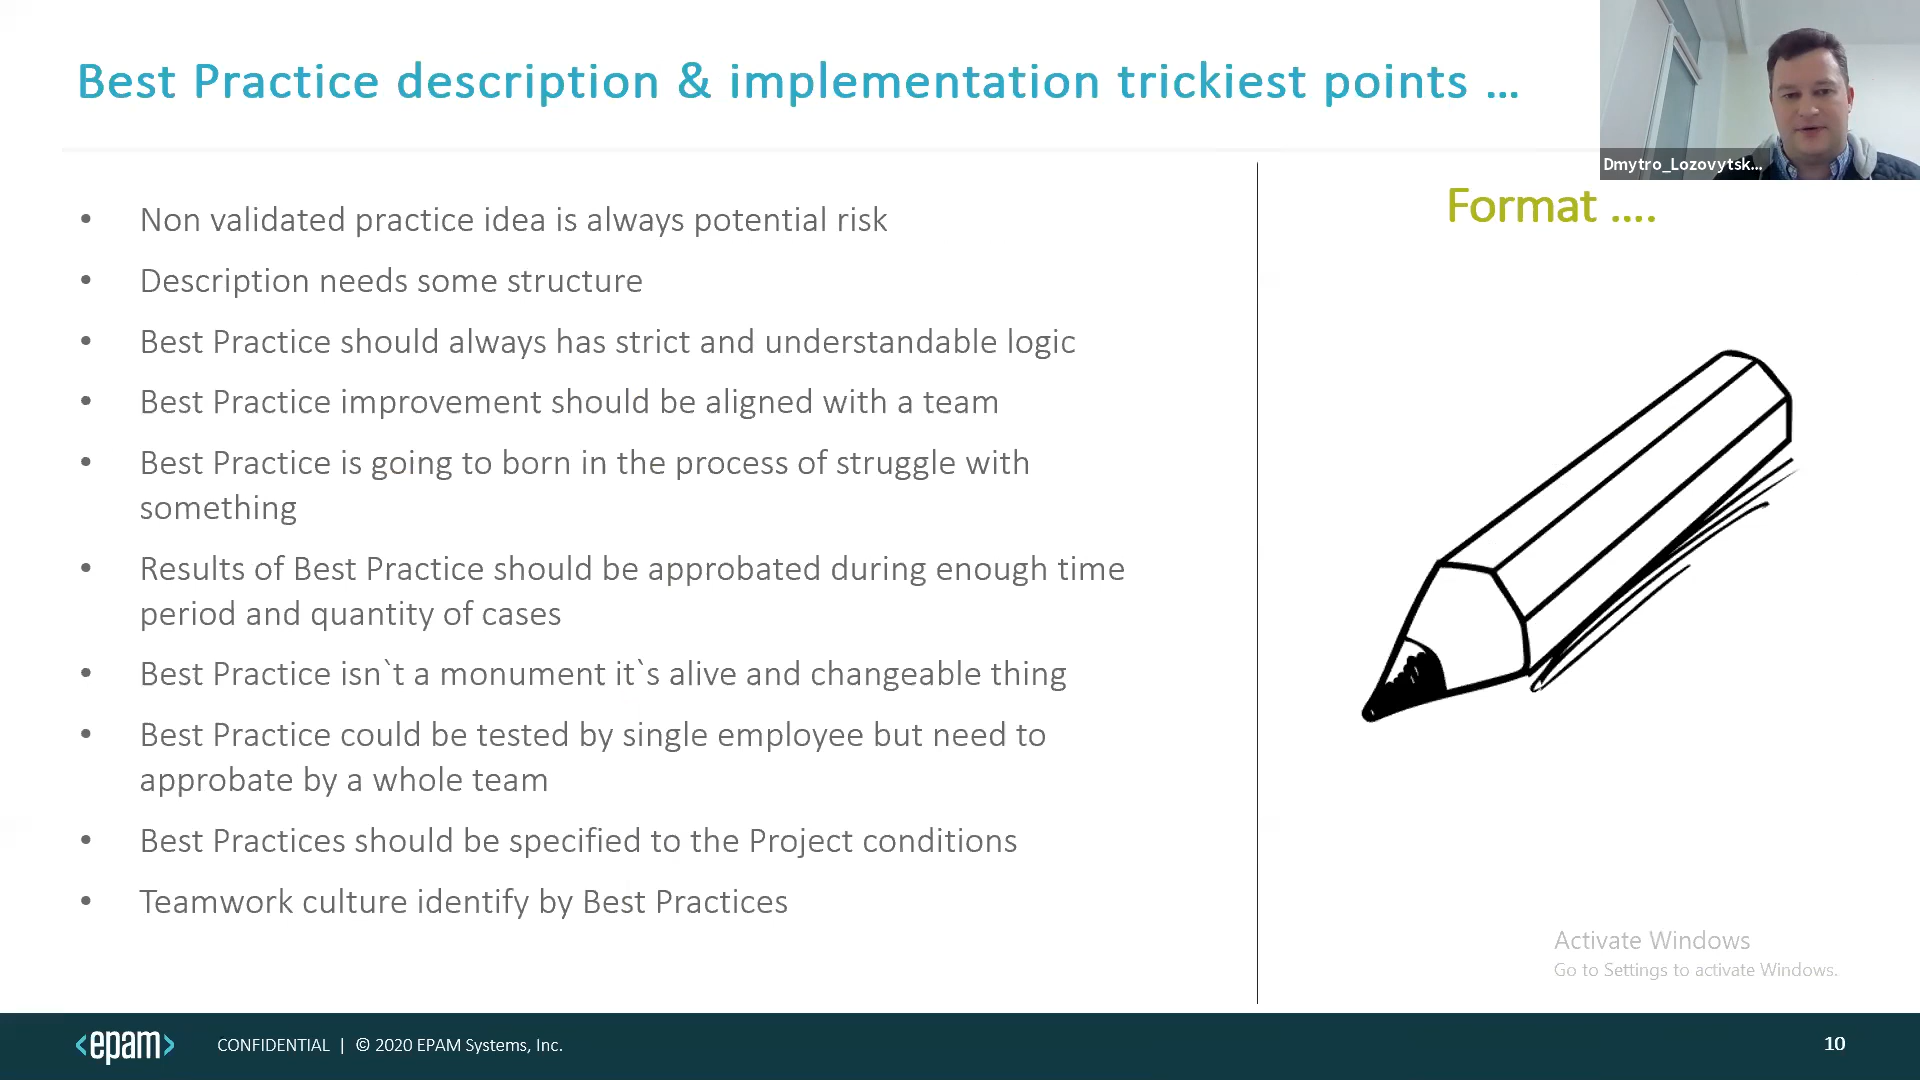 Best Practice description & implementation trickiest points ...
Dmytro_Lozovytsk...
Format ....
• Non validated practice idea is always potential risk
• Description needs some structure
• Best Practice should always has strict and understandable logic
• Best Practice improvement should be aligned with a team
• Best Practice is going to born in the process of struggle with
something
• Results of Best Practice should be approbated during enough time
period and quantity of cases
• Best Practice isn`t a monument it`s alive and changeable thing
• Best Practice could be tested by single employee but need to
approbate by a whole team
• Best Practices should be specified to the Project conditions
• Teamwork culture identify by Best Practices
Activate Windows
Go to Settings to activate Windows.
<epam> CONFIDENTIAL | © 2020 EPAM Systems, Inc. 10